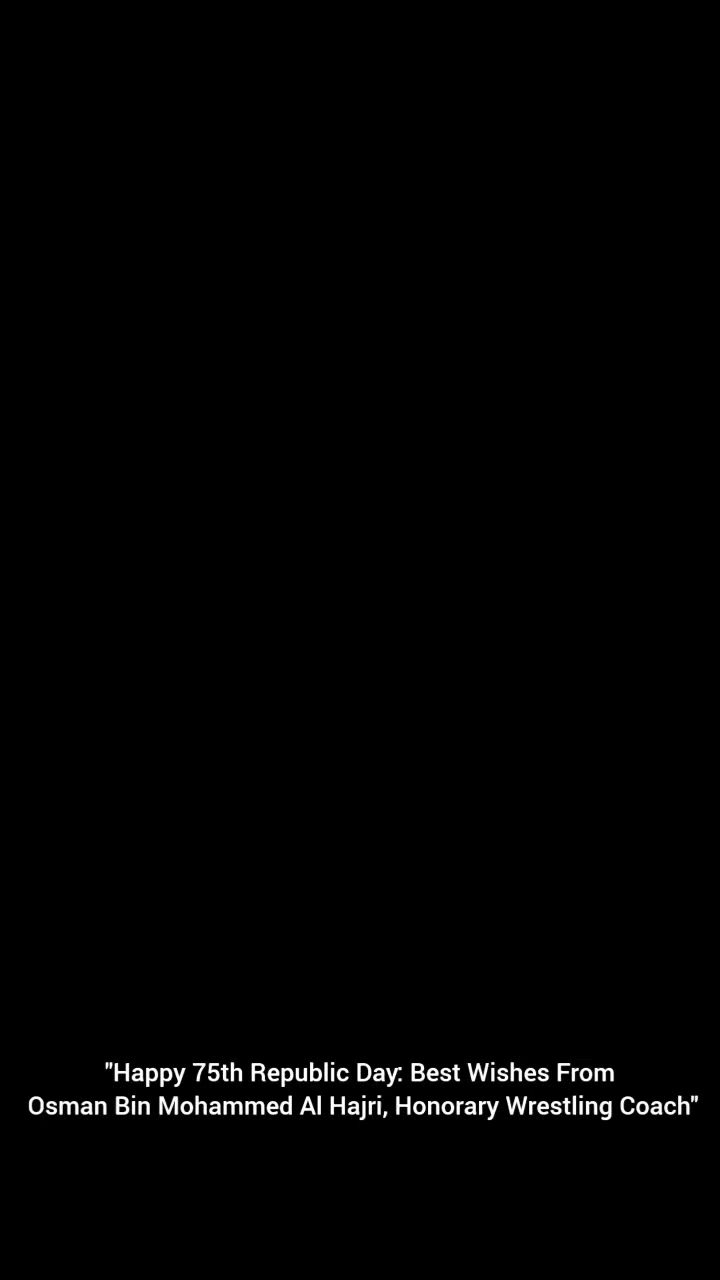 "Happy 75th Republic Day: Best Wishes From
Osman Bin Mohammed Al Hajri, Honorary Wrestling Coach"